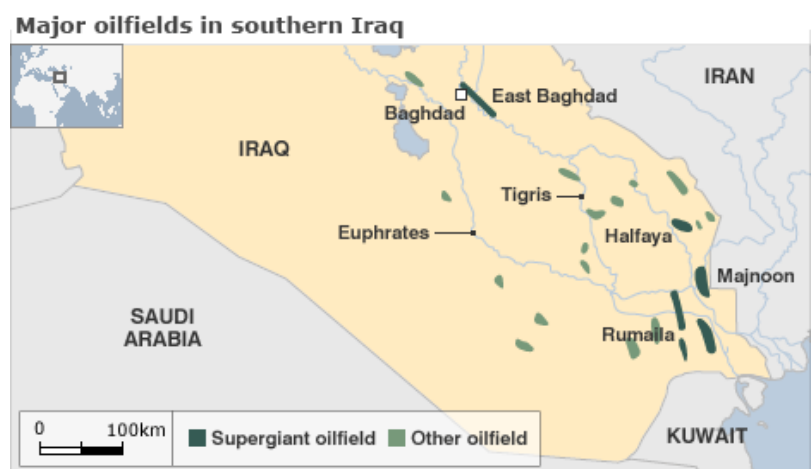 Major oilfields in southern Iraq
IRAN
East Baghdad
Baghdad
IRAQ
Tigris
Euphrates
Halfaya
Majnoon
SAUDI
ARABIA
Rumaila
0 100km
Supergiant oilfield
Other oilfield
KUWAIT